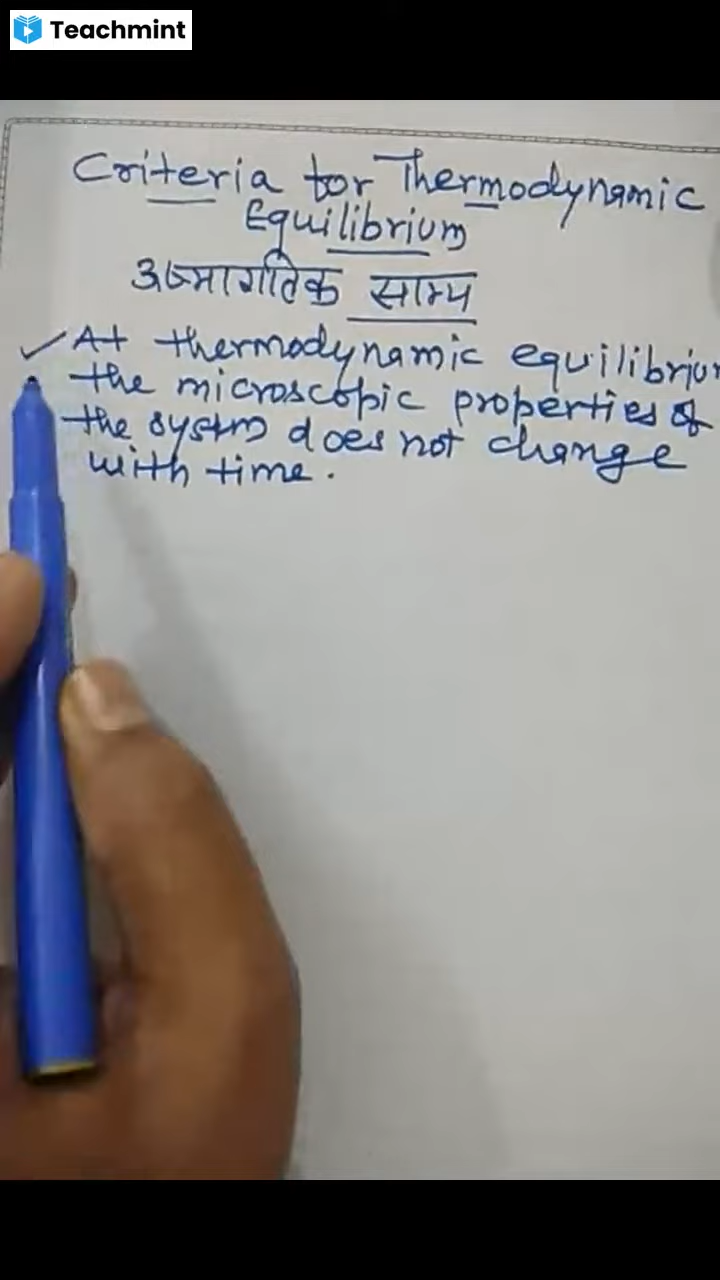 Teachmint
Criteria for Thermodynamic
Equilibrium
उष्मागतिक साम्य
At thermodynamic equilibrium
the microscopic properties of
the system does not change
with time.